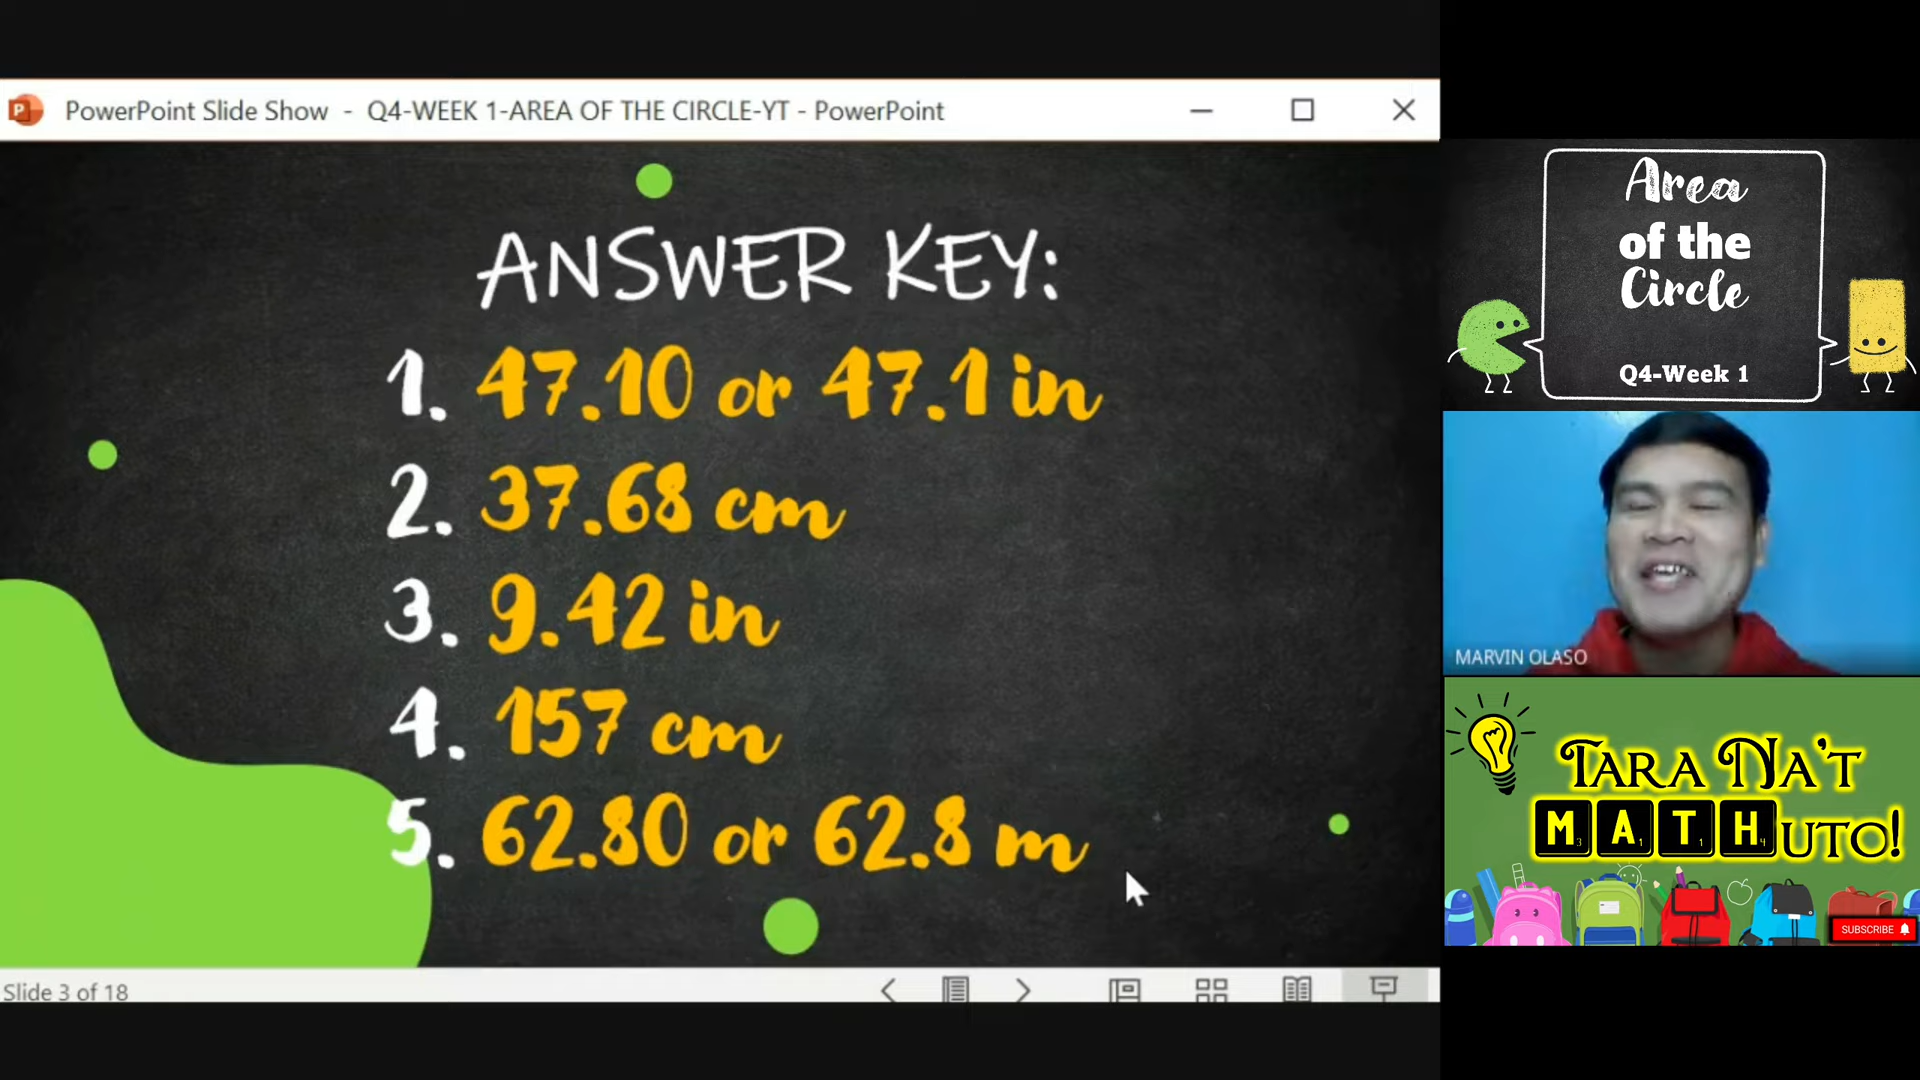 PowerPoint Slide Show - Q4-WEEK 1-AREA OF THE CIRCLE-YT - PowerPoint
ANSWER KEY:
1. 47.10 or 47.1 in
2. 37.68 cm
3. 9.42 in
4. 157 cm
5. 62.80 or 62.8 m
Slide 3 of 18
Area
of the
Circle
Q4-Week 1
MARVIN OLASO
TARA NA'T
MATHUTO!
SUBSCRIBE